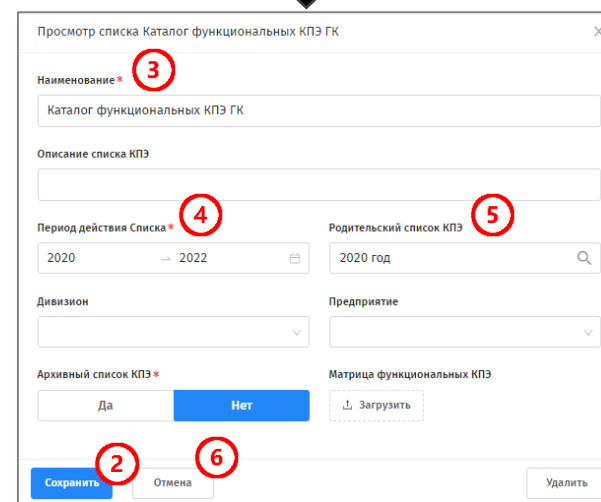 Просмотр списка Каталог функциональных КПЭ ГК
Наименование *
3
Каталог функциональных КПЭ ГК
Описание списка КПЭ
Период действия Списка *
4
Родительский список КПЭ
5
2020 → 2022
2020 год
Дивизион
Предприятие
Архивный список КПЭ *
Матрица функциональных КПЭ
Да
Нет
Загрузить
2
6
Сохранить
Отмена
Удалить